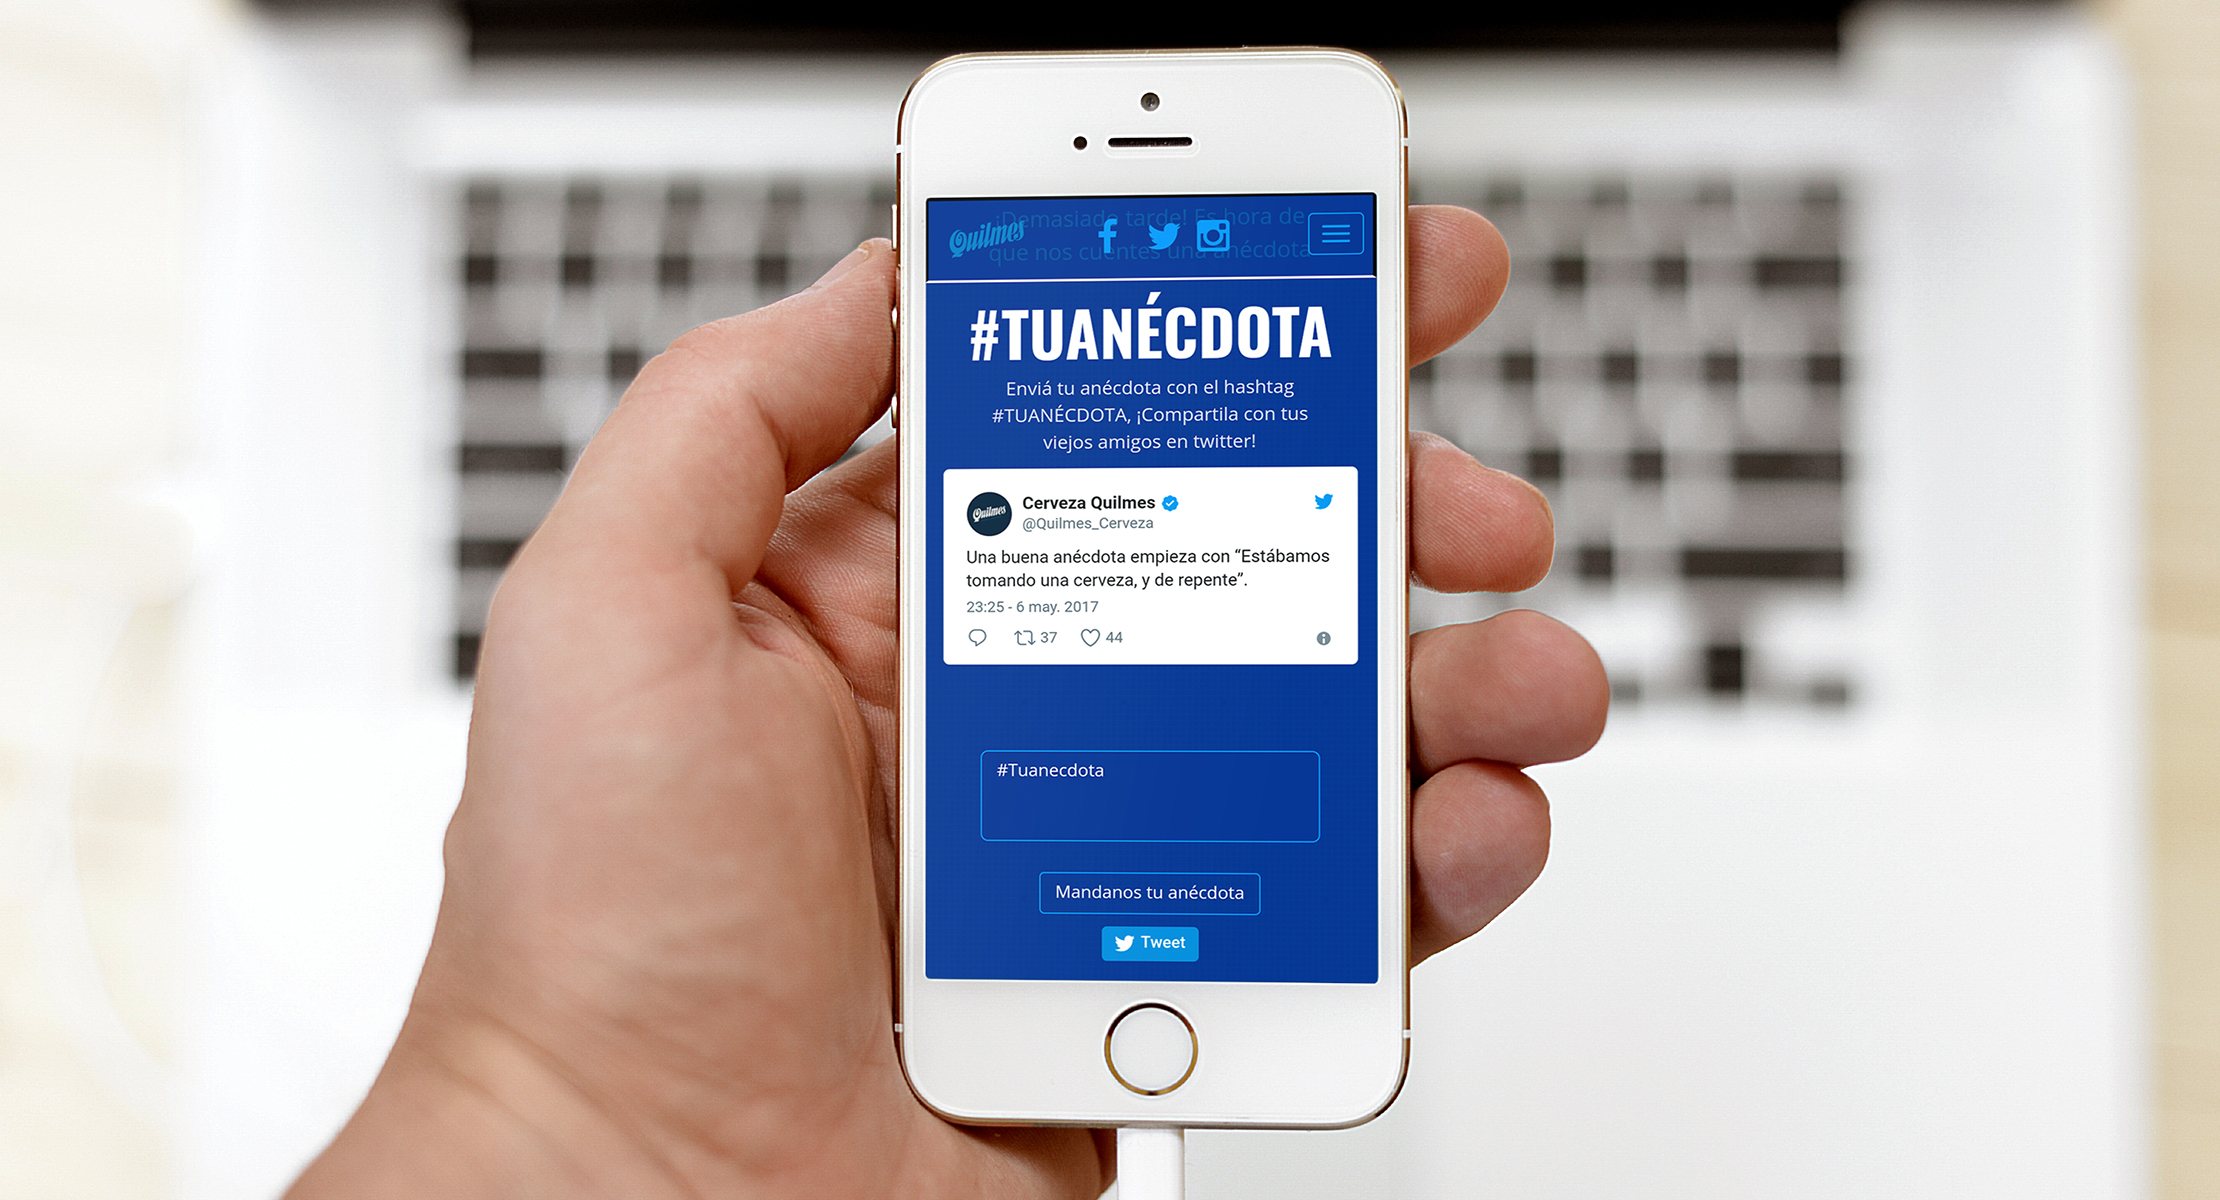 ¡Demasiado tarde! Es hora de
Quilmes
que nos cuentes una anécdota
#TUANÉCDOTA
Enviá tu anécdota con el hashtag
#TUANÉCDOTA, ¡Compartila con tus
viejos amigos en twitter!
Quilmes
Cerveza Quilmes
@Quilmes_Cerveza
Una buena anécdota empieza con “Estábamos
tomando una cerveza, y de repente”.
23:25 - 6 may. 2017
37 44
#Tuanecdota
Mandanos tu anécdota
Tweet